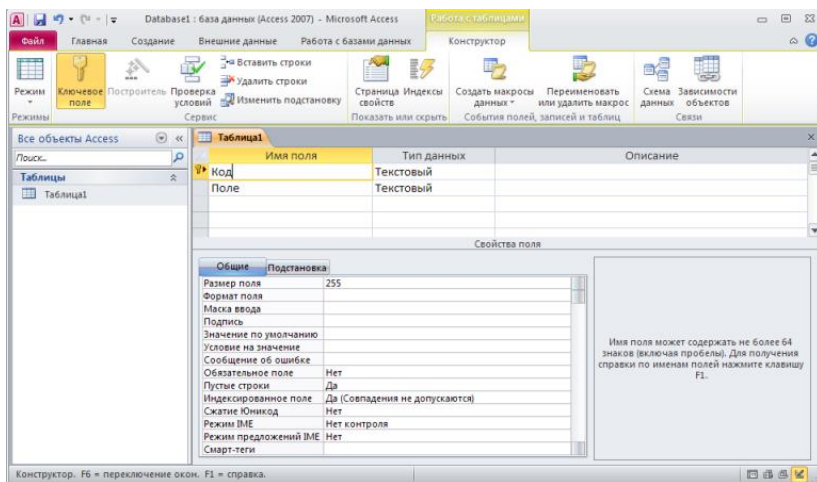 Database1 : база данных (Access 2007) - Microsoft Access
Работа с таблицами
Файл Главная Создание Внешние данные Работа с базами данных Конструктор
Режим
Ключевое поле
Построитель
Проверка условий
Вставить строки
Удалить строки
Изменить подстановку
Страница свойств
Индексы
Создать макросы данных
Переименовать или удалить макрос
Схема данных
Зависимости объектов
Режимы Сервис Показать или скрыть События полей, записей и таблиц Связи
Все объекты Access
Поиск...
Таблицы
Таблица1
Таблица1
Имя поля Тип данных Описание
Код Текстовый
Поле Текстовый
Свойства поля
Общие Подстановка
Размер поля 255
Формат поля
Маска ввода
Подпись
Значение по умолчанию
Условие на значение
Сообщение об ошибке
Обязательное поле Нет
Пустые строки Да
Индексированное поле Да (Совпадения не допускаются)
Сжатие Юникод Нет
Режим IME Нет контроля
Режим предложений IME Нет
Смарт-теги
Имя поля может содержать не более 64
знаков (включая пробелы). Для получения
справки по именам полей нажмите клавишу
F1.
Конструктор. F6 = переключение окон. F1 = справка.